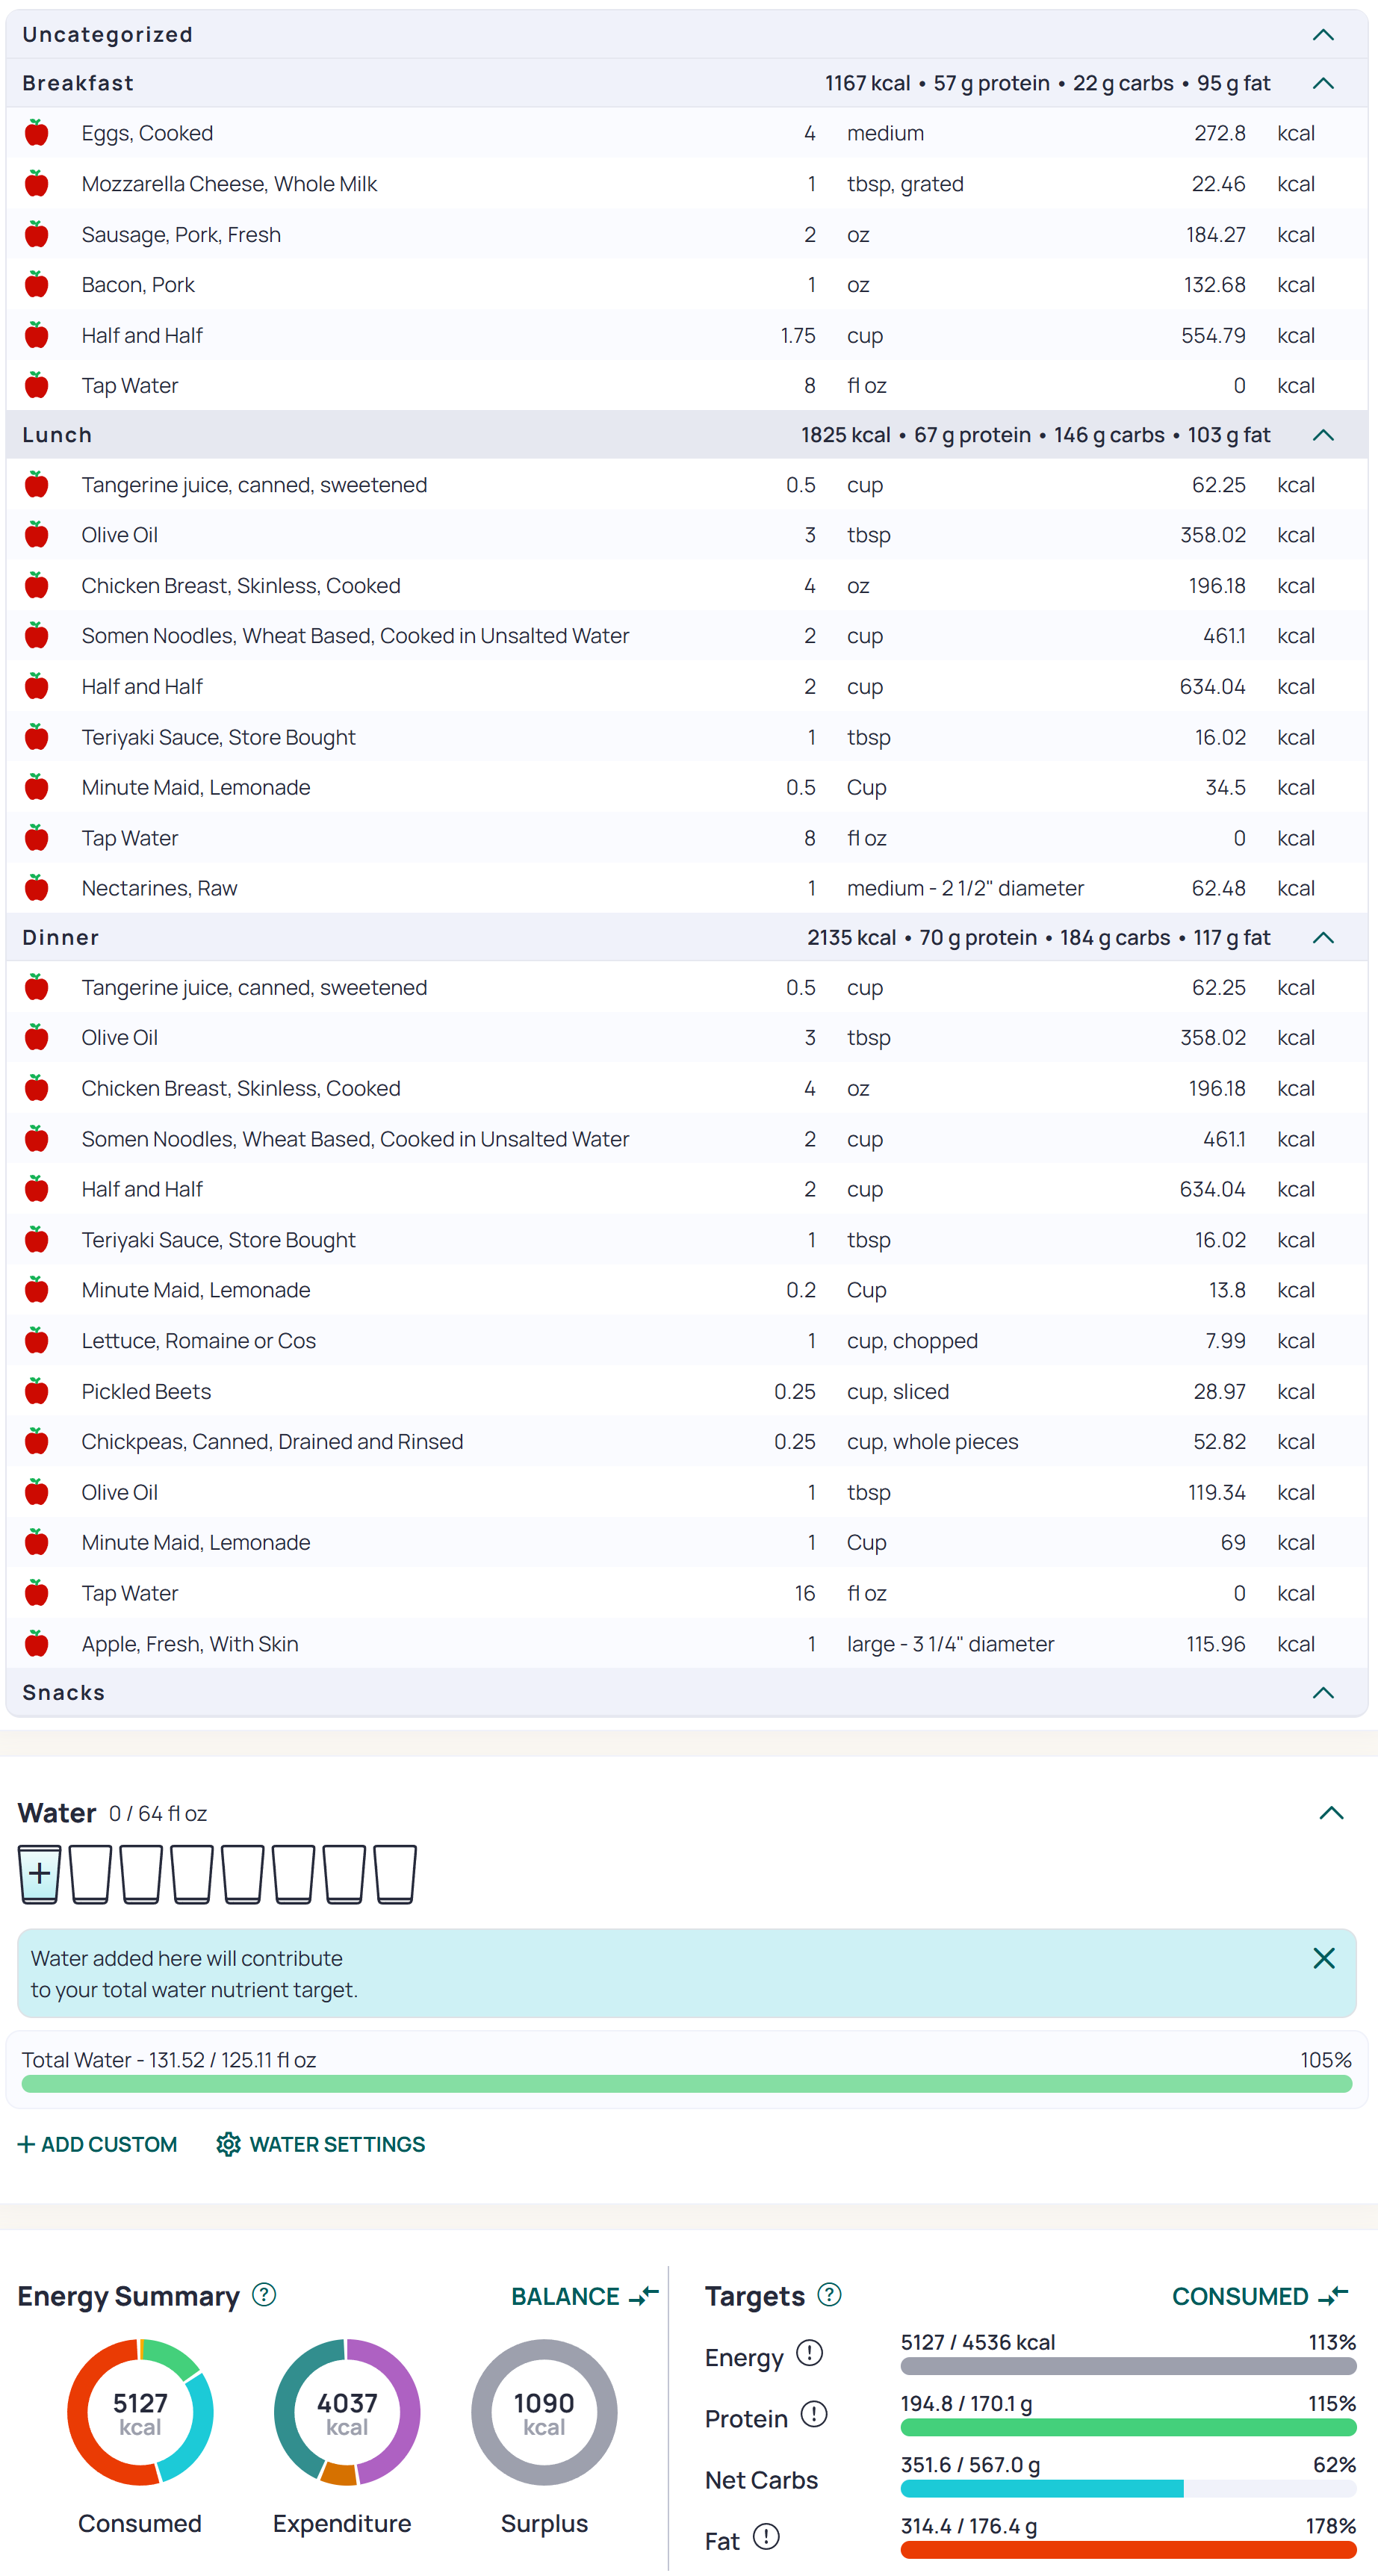 Uncategorized
Breakfast 1167 kcal • 57 g protein • 22 g carbs • 95 g fat
Eggs, Cooked 4 medium 272.8 kcal
Mozzarella Cheese, Whole Milk 1 tbsp, grated 22.46 kcal
Sausage, Pork, Fresh 2 oz 184.27 kcal
Bacon, Pork 1 oz 132.68 kcal
Half and Half 1.75 cup 554.79 kcal
Tap Water 8 fl oz 0 kcal
Lunch 1825 kcal • 67 g protein • 146 g carbs • 103 g fat
Tangerine juice, canned, sweetened 0.5 cup 62.25 kcal
Olive Oil 3 tbsp 358.02 kcal
Chicken Breast, Skinless, Cooked 4 oz 196.18 kcal
Somen Noodles, Wheat Based, Cooked in Unsalted Water 2 cup 461.1 kcal
Half and Half 2 cup 634.04 kcal
Teriyaki Sauce, Store Bought 1 tbsp 16.02 kcal
Minute Maid, Lemonade 0.5 Cup 34.5 kcal
Tap Water 8 fl oz 0 kcal
Nectarines, Raw 1 medium - 2 1/2" diameter 62.48 kcal
Dinner 2135 kcal • 70 g protein • 184 g carbs • 117 g fat
Tangerine juice, canned, sweetened 0.5 cup 62.25 kcal
Olive Oil 3 tbsp 358.02 kcal
Chicken Breast, Skinless, Cooked 4 oz 196.18 kcal
Somen Noodles, Wheat Based, Cooked in Unsalted Water 2 cup 461.1 kcal
Half and Half 2 cup 634.04 kcal
Teriyaki Sauce, Store Bought 1 tbsp 16.02 kcal
Minute Maid, Lemonade 0.2 Cup 13.8 kcal
Lettuce, Romaine or Cos 1 cup, chopped 7.99 kcal
Pickled Beets 0.25 cup, sliced 28.97 kcal
Chickpeas, Canned, Drained and Rinsed 0.25 cup, whole pieces 52.82 kcal
Olive Oil 1 tbsp 119.34 kcal
Minute Maid, Lemonade 1 Cup 69 kcal
Tap Water 16 fl oz 0 kcal
Apple, Fresh, With Skin 1 large - 3 1/4" diameter 115.96 kcal
Snacks
Water 0 / 64 fl oz
Water added here will contribute
to your total water nutrient target.
Total Water - 131.52 / 125.11 fl oz 105%
+ ADD CUSTOM WATER SETTINGS
Energy Summary ? BALANCE
5127 kcal
Consumed
4037 kcal
Expenditure
1090 kcal
Surplus
Targets ? CONSUMED
Energy ! 5127 / 4536 kcal 113%
Protein ! 194.8 / 170.1 g 115%
Net Carbs 351.6 / 567.0 g 62%
Fat ! 314.4 / 176.4 g 178%